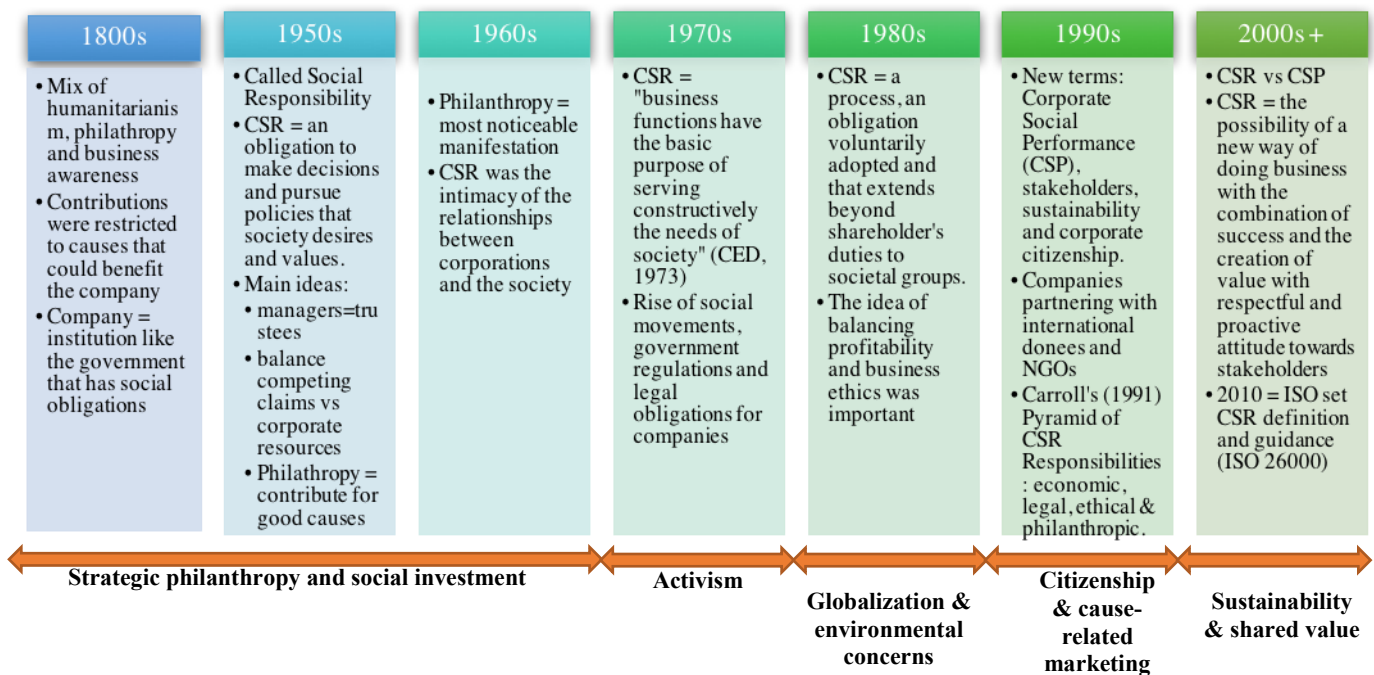 1800s
• Mix of
humanitarianis
m, philathropy
and business
awareness
• Contributions
were restricted
to causes that
could benefit
the company
• Company =
institution like
the government
that has social
obligations
1950s
• Called Social
Responsibility
• CSR = an
obligation to
make decisions
and pursue
policies that
society desires
and values.
• Main ideas:
• managers=tru
stees
• balance
competing
claims vs
corporate
resources
• Philathropy =
contribute for
good causes
1960s
• Philanthropy =
most noticeable
manifestation
• CSR was the
intimacy of the
relationships
between
corporations
and the society
1970s
• CSR =
"business
functions have
the basic
purpose of
serving
constructively
the needs of
society" (CED,
1973)
• Rise of social
movements,
government
regulations and
legal
obligations for
companies
1980s
• CSR = a
process, an
obligation
voluntarily
adopted and
that extends
beyond
shareholder's
duties to
societal groups.
• The idea of
balancing
profitability
and business
ethics was
important
1990s
• New terms:
Corporate
Social
Performance
(CSP),
stakeholders,
sustainability
and corporate
citizenship.
• Companies
partnering with
international
donees and
NGOs
• Carroll's (1991)
Pyramid of
CSR
Responsibilities
: economic,
legal, ethical &
philanthropic.
2000s+
• CSR vs CSP
• CSR = the
possibility of a
new way of
doing business
with the
combination of
success and the
creation of
value with
respectful and
proactive
attitude towards
stakeholders
• 2010 = ISO set
CSR definition
and guidance
(ISO 26000)
Strategic philanthropy and social investment
Activism
Globalization &
environmental
concerns
Citizenship
& cause-
related
marketing
Sustainability
& shared value